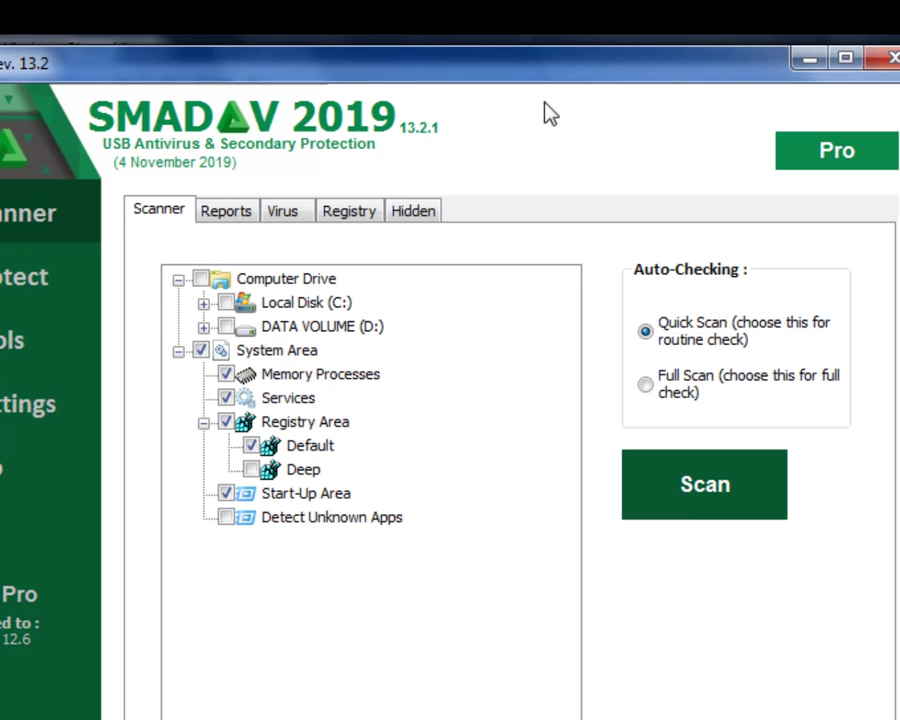 ev. 13.2
SMADAV 2019 13.2.1
USB Antivirus & Secondary Protection
(4 November 2019)
Pro
nner
Scanner Reports Virus Registry Hidden
tect
ols
ttings
Computer Drive
Local Disk (C:)
DATA VOLUME (D:)
System Area
Memory Processes
Services
Registry Area
Default
Deep
Start-Up Area
Detect Unknown Apps
Auto-Checking :
Quick Scan (choose this for
routine check)
Full Scan (choose this for full
check)
Scan
Pro
ed to :
12.6